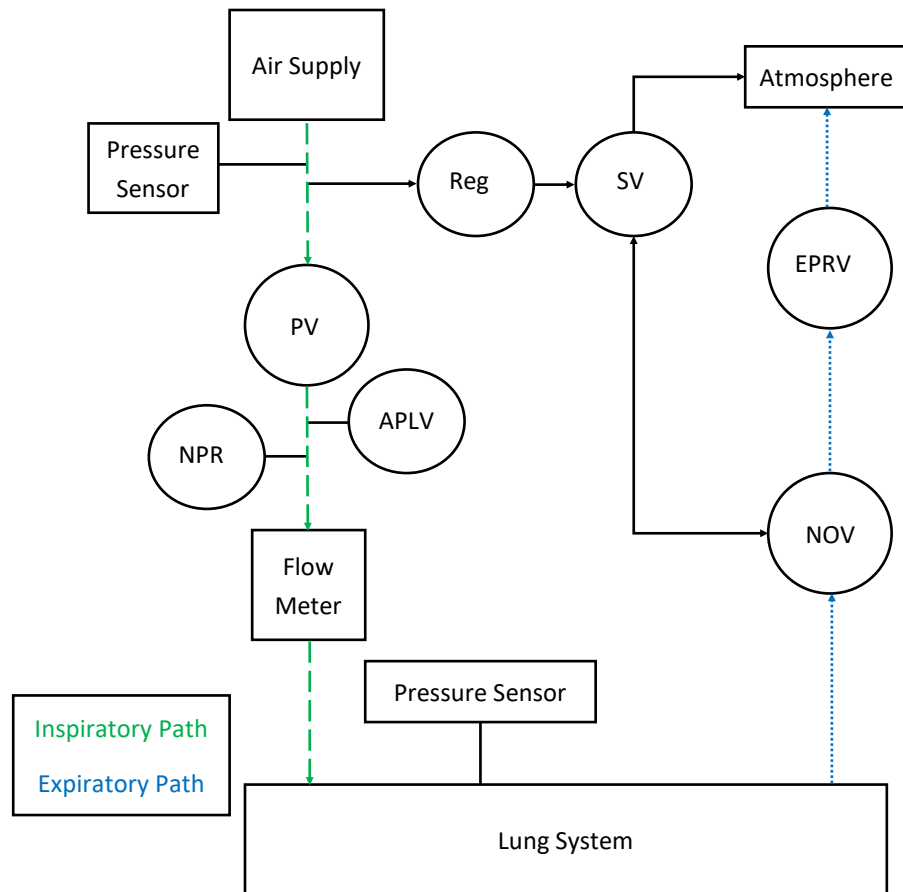 Air Supply
Atmosphere
Pressure
Sensor
Reg
SV
EPRV
PV
APLV
NPR
NOV
Flow
Meter
Pressure Sensor
Inspiratory Path
Expiratory Path
Lung System